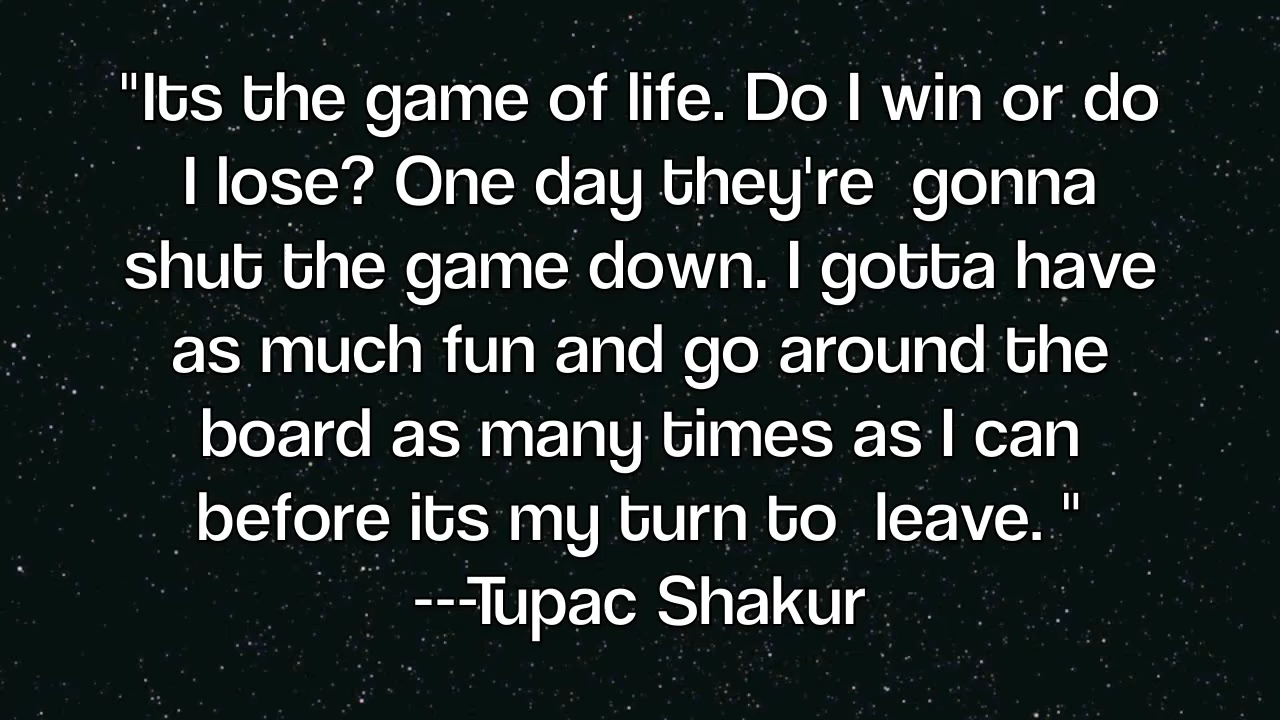 "Its the game of life. Do I win or do
I lose? One day they're  gonna
shut the game down. I gotta have
as much fun and go around the
board as many times as I can
before its my turn to  leave. "
---Tupac Shakur